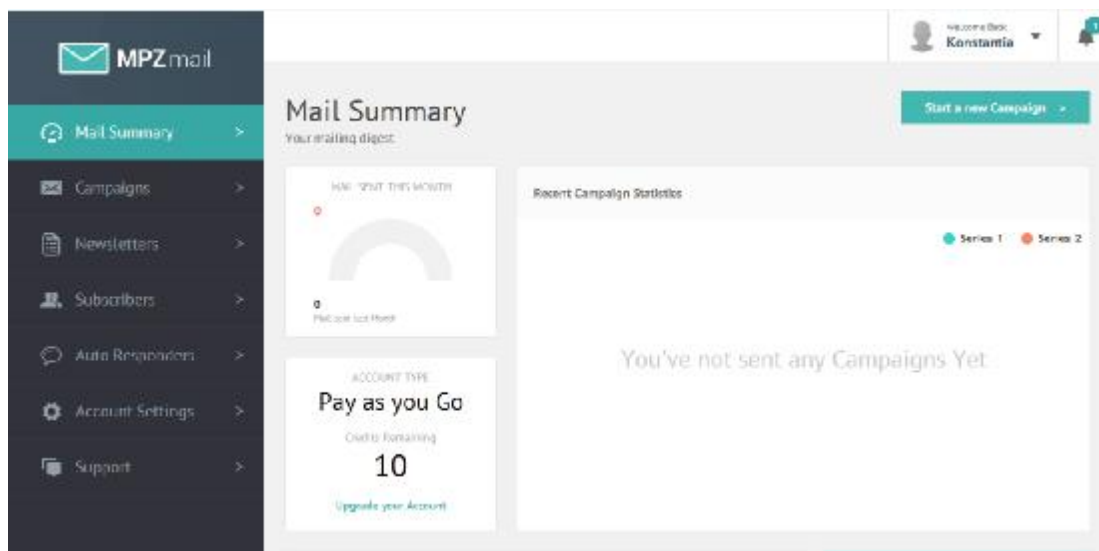 MPZmail
Welcome Back
Konstantia
1
Mail Summary
Campaigns
Newsletters
Subscribers
Auto Responders
Account Settings
Support
Mail Summary
Your mailing digest
Start a new Campaign >
MAIL SENT THIS MONTH
0
0
Mail sent last Month
ACCOUNT TYPE
Pay as you Go
Credits Remaining
10
Upgrade your Account
Recent Campaign Statistics
Series 1 Series 2
You've not sent any Campaigns Yet